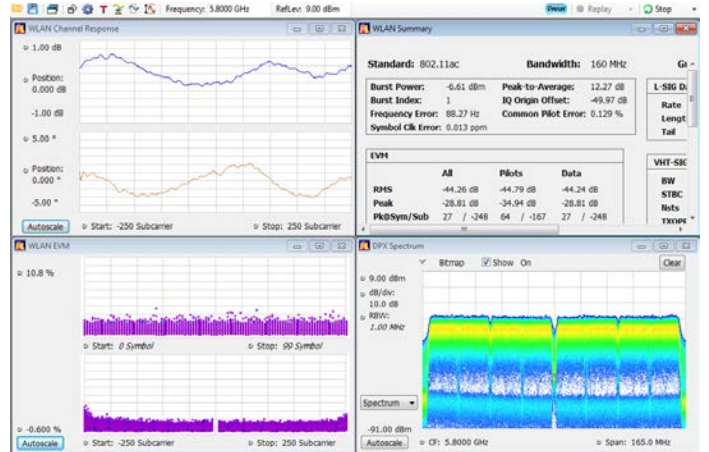 Frequency: 5.8000 GHz RefLev: 9.00 dBm Preset Replay Stop
WLAN Channel Response
1.00 dB
Position:
0.000 dB
-1.00 dB
5.00 °
Position:
0.000 °
-5.00 °
Autoscale Start: -250 Subcarrier Stop: 250 Subcarrier
WLAN Summary
Standard: 802.11ac Bandwidth: 160 MHz
Burst Power: -6.61 dBm Peak-to-Average: 12.27 dB
Burst Index: 1 IQ Origin Offset: -49.97 dB
Frequency Error: 88.27 Hz Common Pilot Error: 0.129 %
Symbol Clk Error: 0.013 ppm
L-SIG
Rate
Lengt
Tail
EVM
All Pilots Data
RMS -44.26 dB -44.79 dB -44.24 dB
Peak -28.81 dB -34.94 dB -28.81 dB
Pk@Sym/Sub 27 / -248 64 / -167 27 / -248
VHT-SIG
BW
STBC
Nsts
TXOPS
WLAN EVM
10.8 %
Start: 0 Symbol Stop: 99 Symbol
-0.600 %
Autoscale Start: -250 Subcarrier Stop: 250 Subcarrier
DPX Spectrum
Bitmap Show On Clear
9.00 dBm
dB/div:
10.0 dB
RBW:
1.00 MHz
Spectrum
-91.00 dBm
Autoscale CF: 5.8000 GHz Span: 165.0 MHz